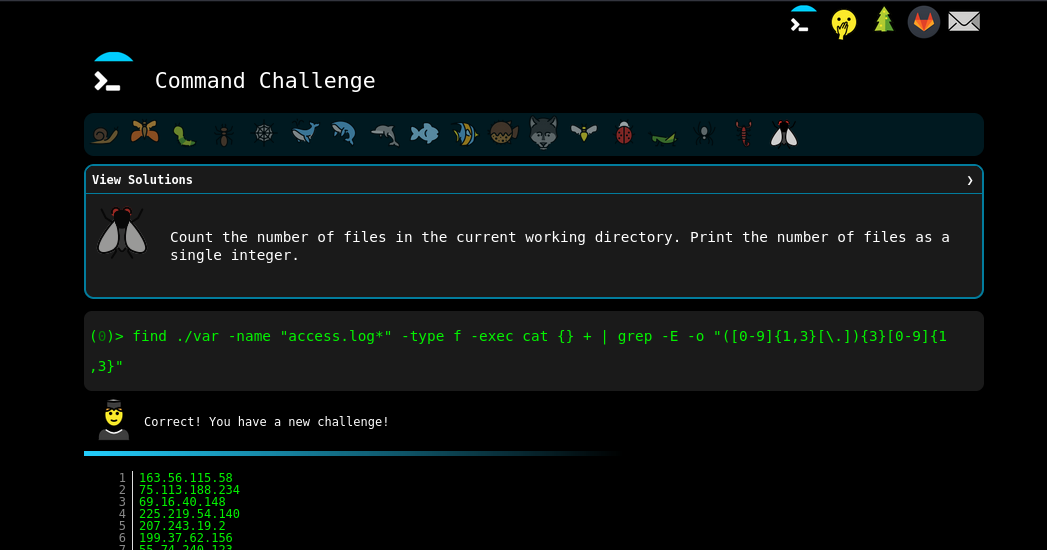 Command Challenge
View Solutions ❯
Count the number of files in the current working directory. Print the number of files as a
single integer.
(0)> find ./var -name "access.log*" -type f -exec cat {} + | grep -E -o "([0-9]{1,3}[\.]){3}[0-9]{1
,3}"
Correct! You have a new challenge!
1 163.56.115.58
2 75.113.188.234
3 69.16.40.148
4 225.219.54.140
5 207.243.19.2
6 199.37.62.156
7 55.74.240.123